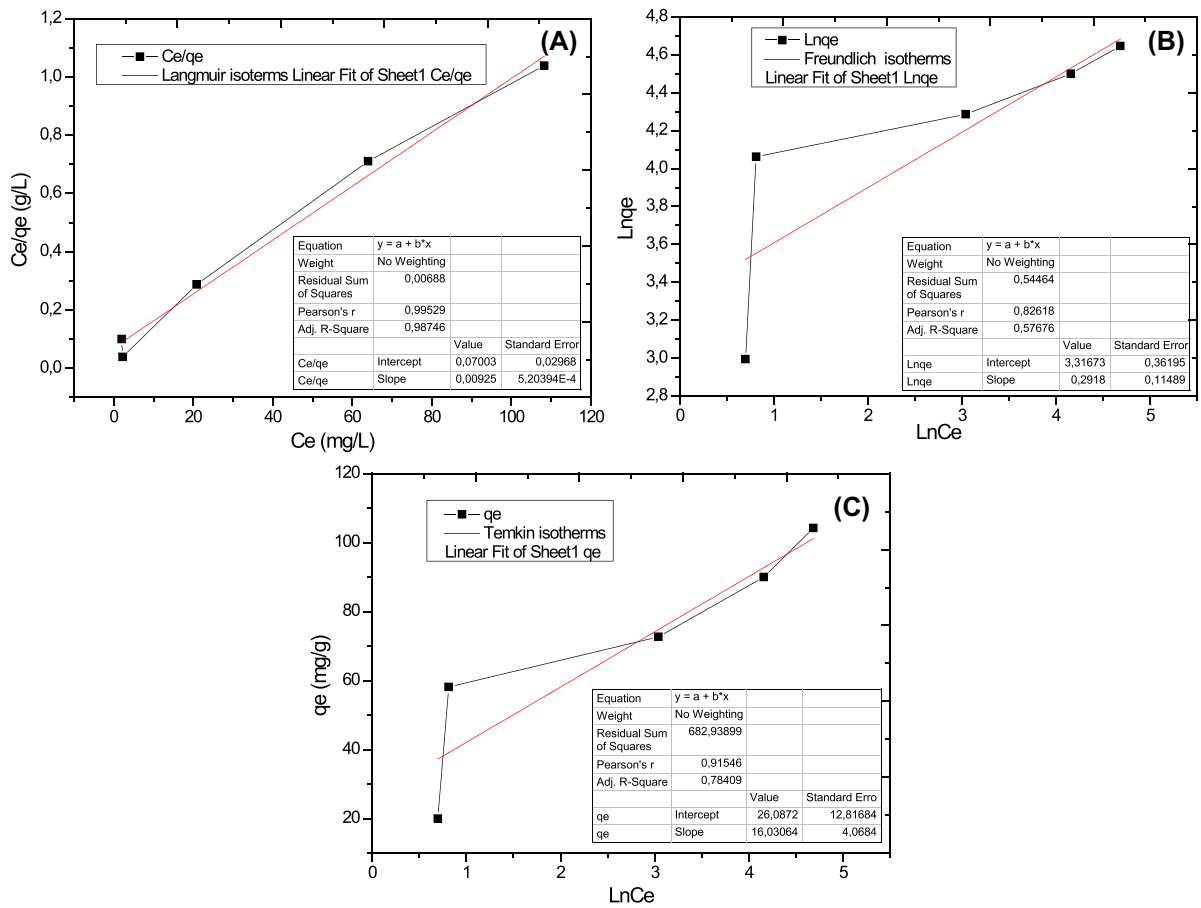 (A)
Ce/qe
Langmuir isoterms Linear Fit of Sheet1 Ce/qe
1,2
1,0
0,8
0,6
0,4
0,2
0,0
Ce/qe (g/L)
Equation y = a + b*x
Weight No Weighting
Residual Sum of Squares 0,00688
Pearson's r 0,99529
Adj. R-Square 0,98746
Value Standard Error
Ce/qe Intercept 0,07003 0,02968
Ce/qe Slope 0,00925 5,20394E-4
0 20 40 60 80 100 120
Ce (mg/L)
(B)
Lnqe
Freundlich isotherms
Linear Fit of Sheet1 Lnqe
4,8
4,6
4,4
4,2
4,0
3,8
3,6
3,4
3,2
3,0
2,8
Lnqe
Equation y = a + b*x
Weight No Weighting
Residual Sum of Squares 0,54464
Pearson's r 0,82618
Adj. R-Square 0,57676
Value Standard Error
Lnqe Intercept 3,31673 0,36195
Lnqe Slope 0,2918 0,11489
0 1 2 3 4 5
LnCe
(C)
qe
Temkin isotherms
Linear Fit of Sheet1 qe
120
100
80
60
40
20
qe (mg/g)
Equation y = a + b*x
Weight No Weighting
Residual Sum of Squares 682,93899
Pearson's r 0,91546
Adj. R-Square 0,78409
Value Standard Erro
qe Intercept 26,0872 12,81684
qe Slope 16,03064 4,0684
0 1 2 3 4 5
LnCe